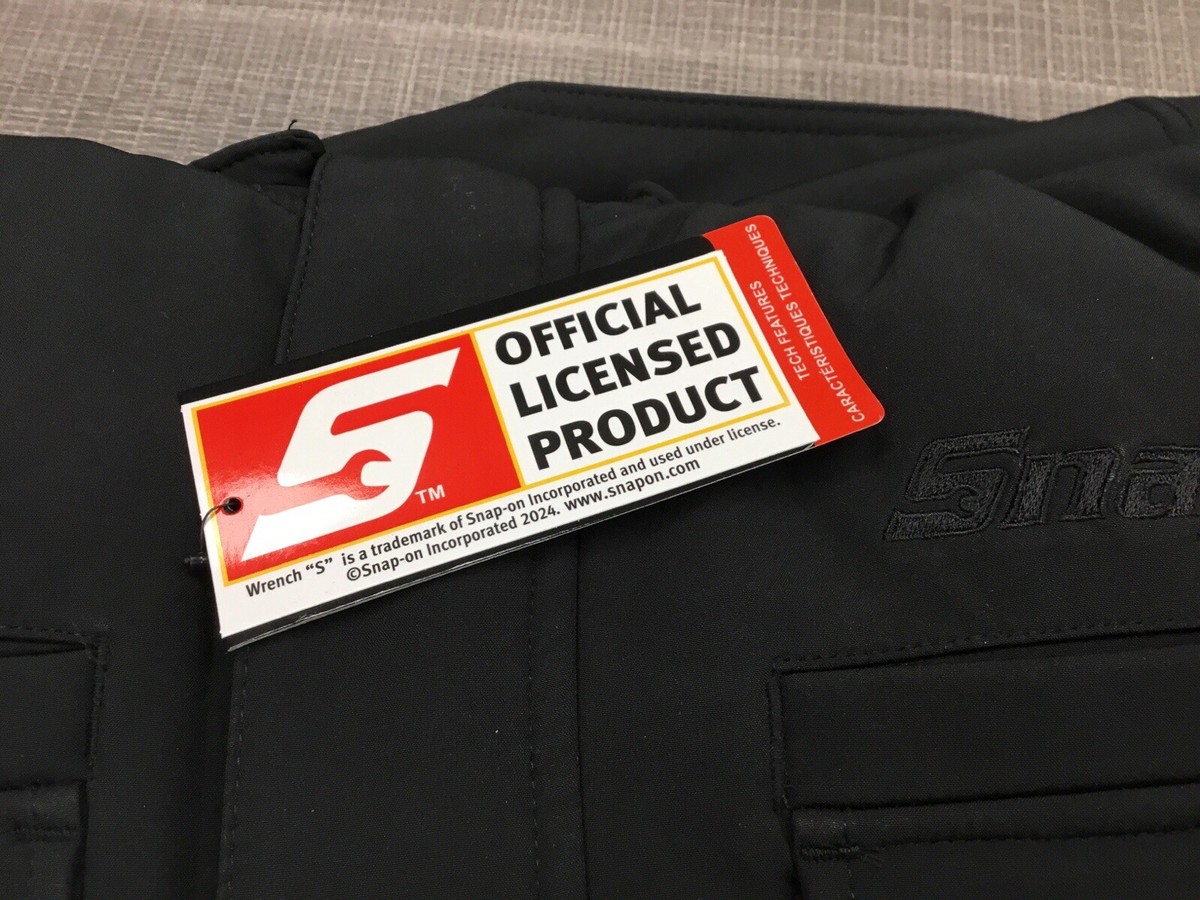 OFFICIAL
LICENSED
PRODUCT
TM
Wrench “S” is a trademark of Snap-on Incorporated and used under license.
©Snap-on Incorporated 2024. www.snapon.com
TECH FEATURES
CARACTÉRISTIQUES TECHNIQUES
Sna